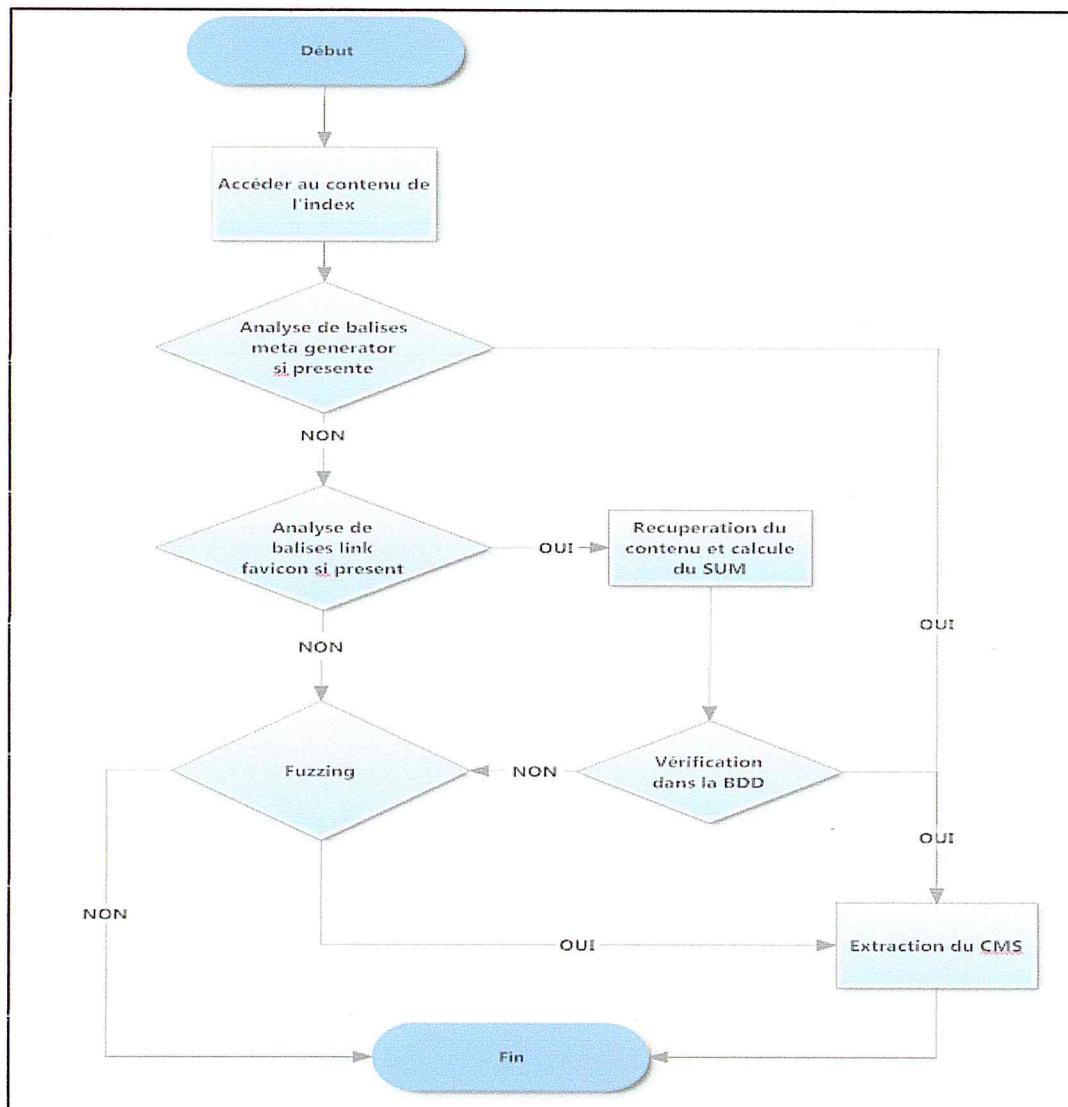 Début
Accéder au contenu de
l'index
Analyse de balises
meta generator
si presente
NON
Analyse de
balises link
favicon si present
OUI
Recuperation du
contenu et calcule
du SUM
OUI
NON
Fuzzing
NON
Vérification
dans la BDD
OUI
NON
OUI
Extraction du CMS
Fin